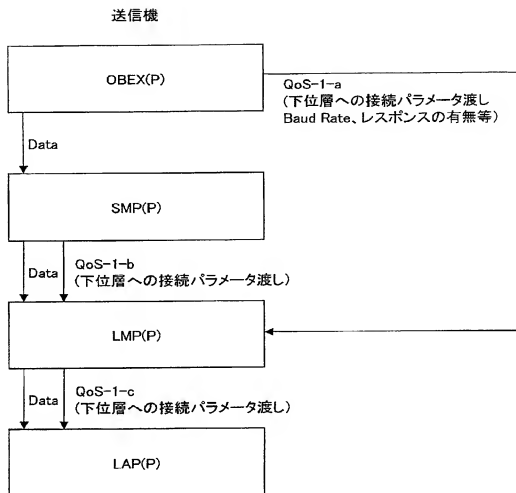 送信機
OBEX(P)
QoS-1-a
(下位層への接続パラメータ渡し
Baud Rate、レスポンスの有無等)
Data
SMP(P)
Data
QoS-1-b
(下位層への接続パラメータ渡し)
LMP(P)
Data
QoS-1-c
(下位層への接続パラメータ渡し)
LAP(P)